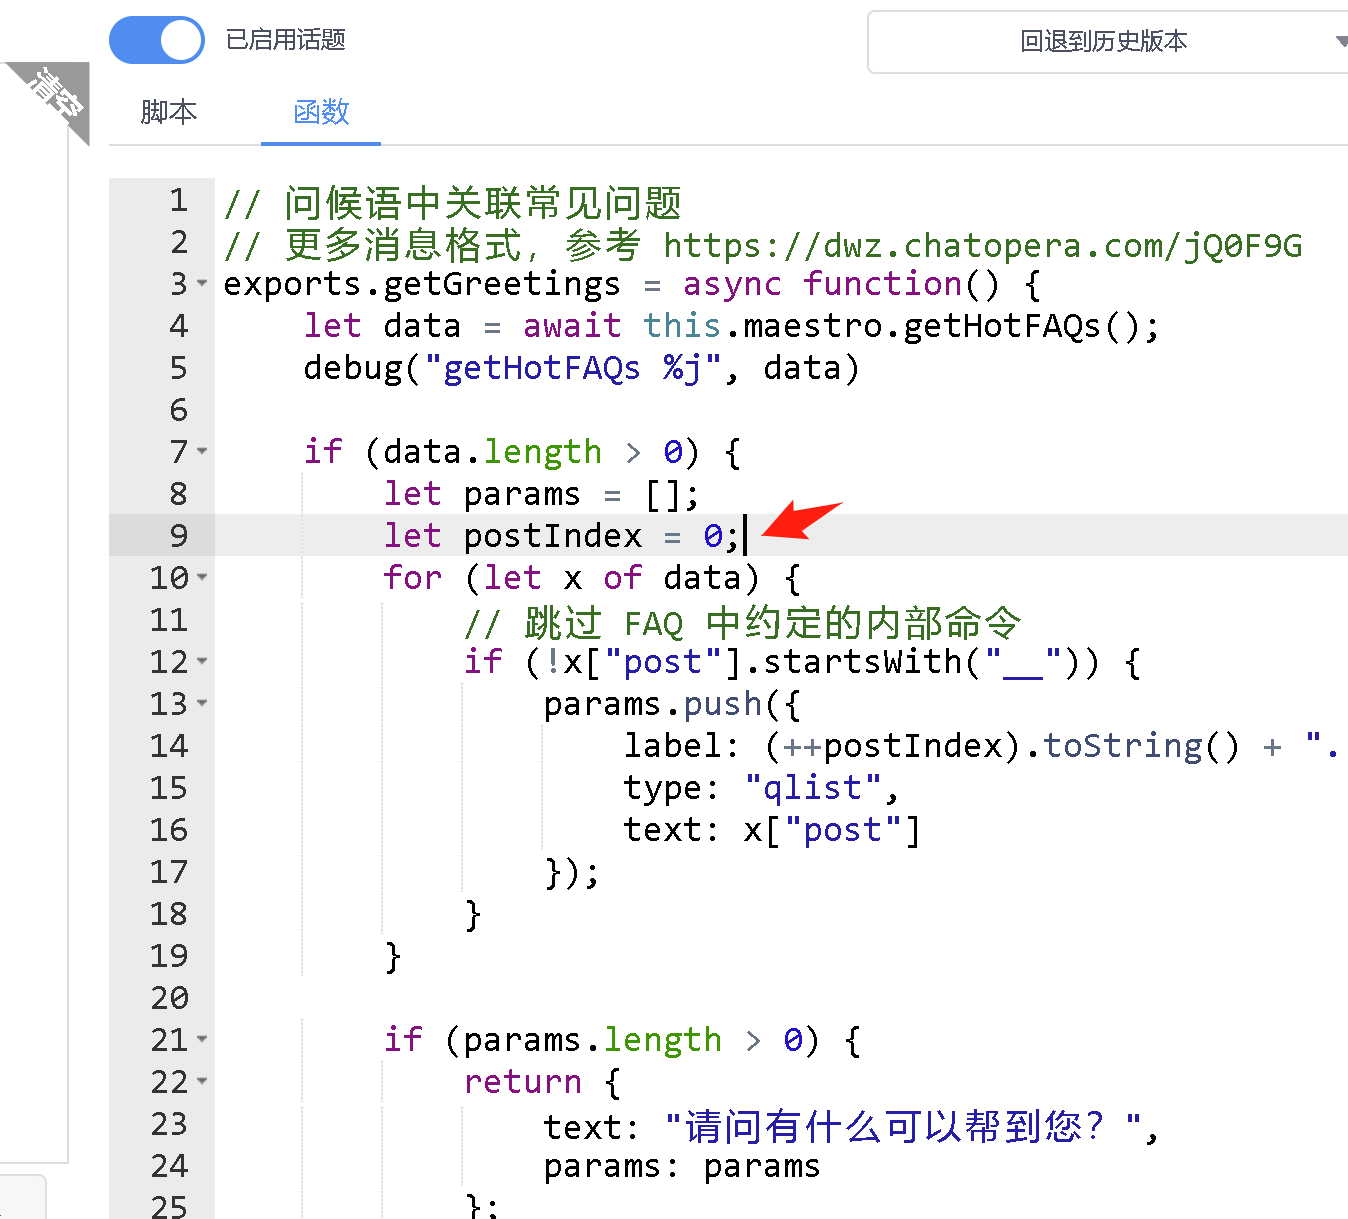 已启用话题
回退到历史版本
清空
脚本 函数
1 // 问候语中关联常见问题
2 // 更多消息格式，参考 https://dwz.chatopera.com/jQ0F9G
3 exports.getGreetings = async function() {
4 let data = await this.maestro.getHotFAQs();
5 debug("getHotFAQs %j", data)
6
7 if (data.length > 0) {
8 let params = [];
9 let postIndex = 0;
10 for (let x of data) {
11 // 跳过 FAQ 中约定的内部命令
12 if (!x["post"].startsWith("__")) {
13 params.push({
14 label: (++postIndex).toString() + ".
15 type: "qlist",
16 text: x["post"]
17 });
18 }
19 }
20
21 if (params.length > 0) {
22 return {
23 text: "请问有什么可以帮到您？",
24 params: params
25 };